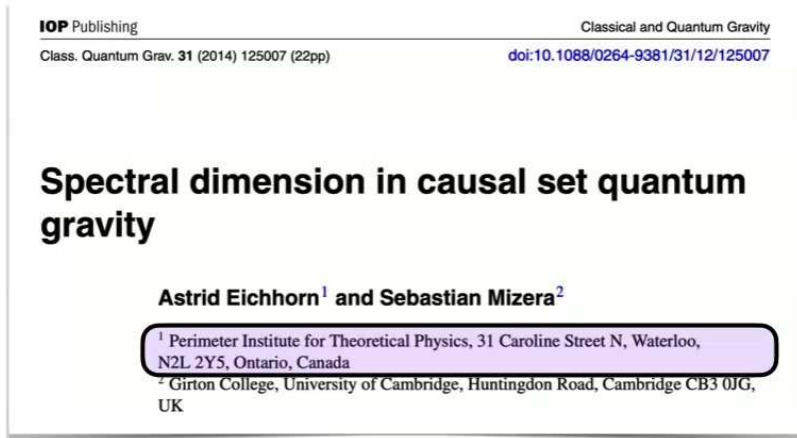 IOP Publishing
Classical and Quantum Gravity
Class. Quantum Grav. 31 (2014) 125007 (22pp)
doi:10.1088/0264-9381/31/12/125007
Spectral dimension in causal set quantum
gravity
Astrid Eichhorn1 and Sebastian Mizera2
1 Perimeter Institute for Theoretical Physics, 31 Caroline Street N, Waterloo,
N2L 2Y5, Ontario, Canada
2 Girton College, University of Cambridge, Huntingdon Road, Cambridge CB3 0JG,
UK